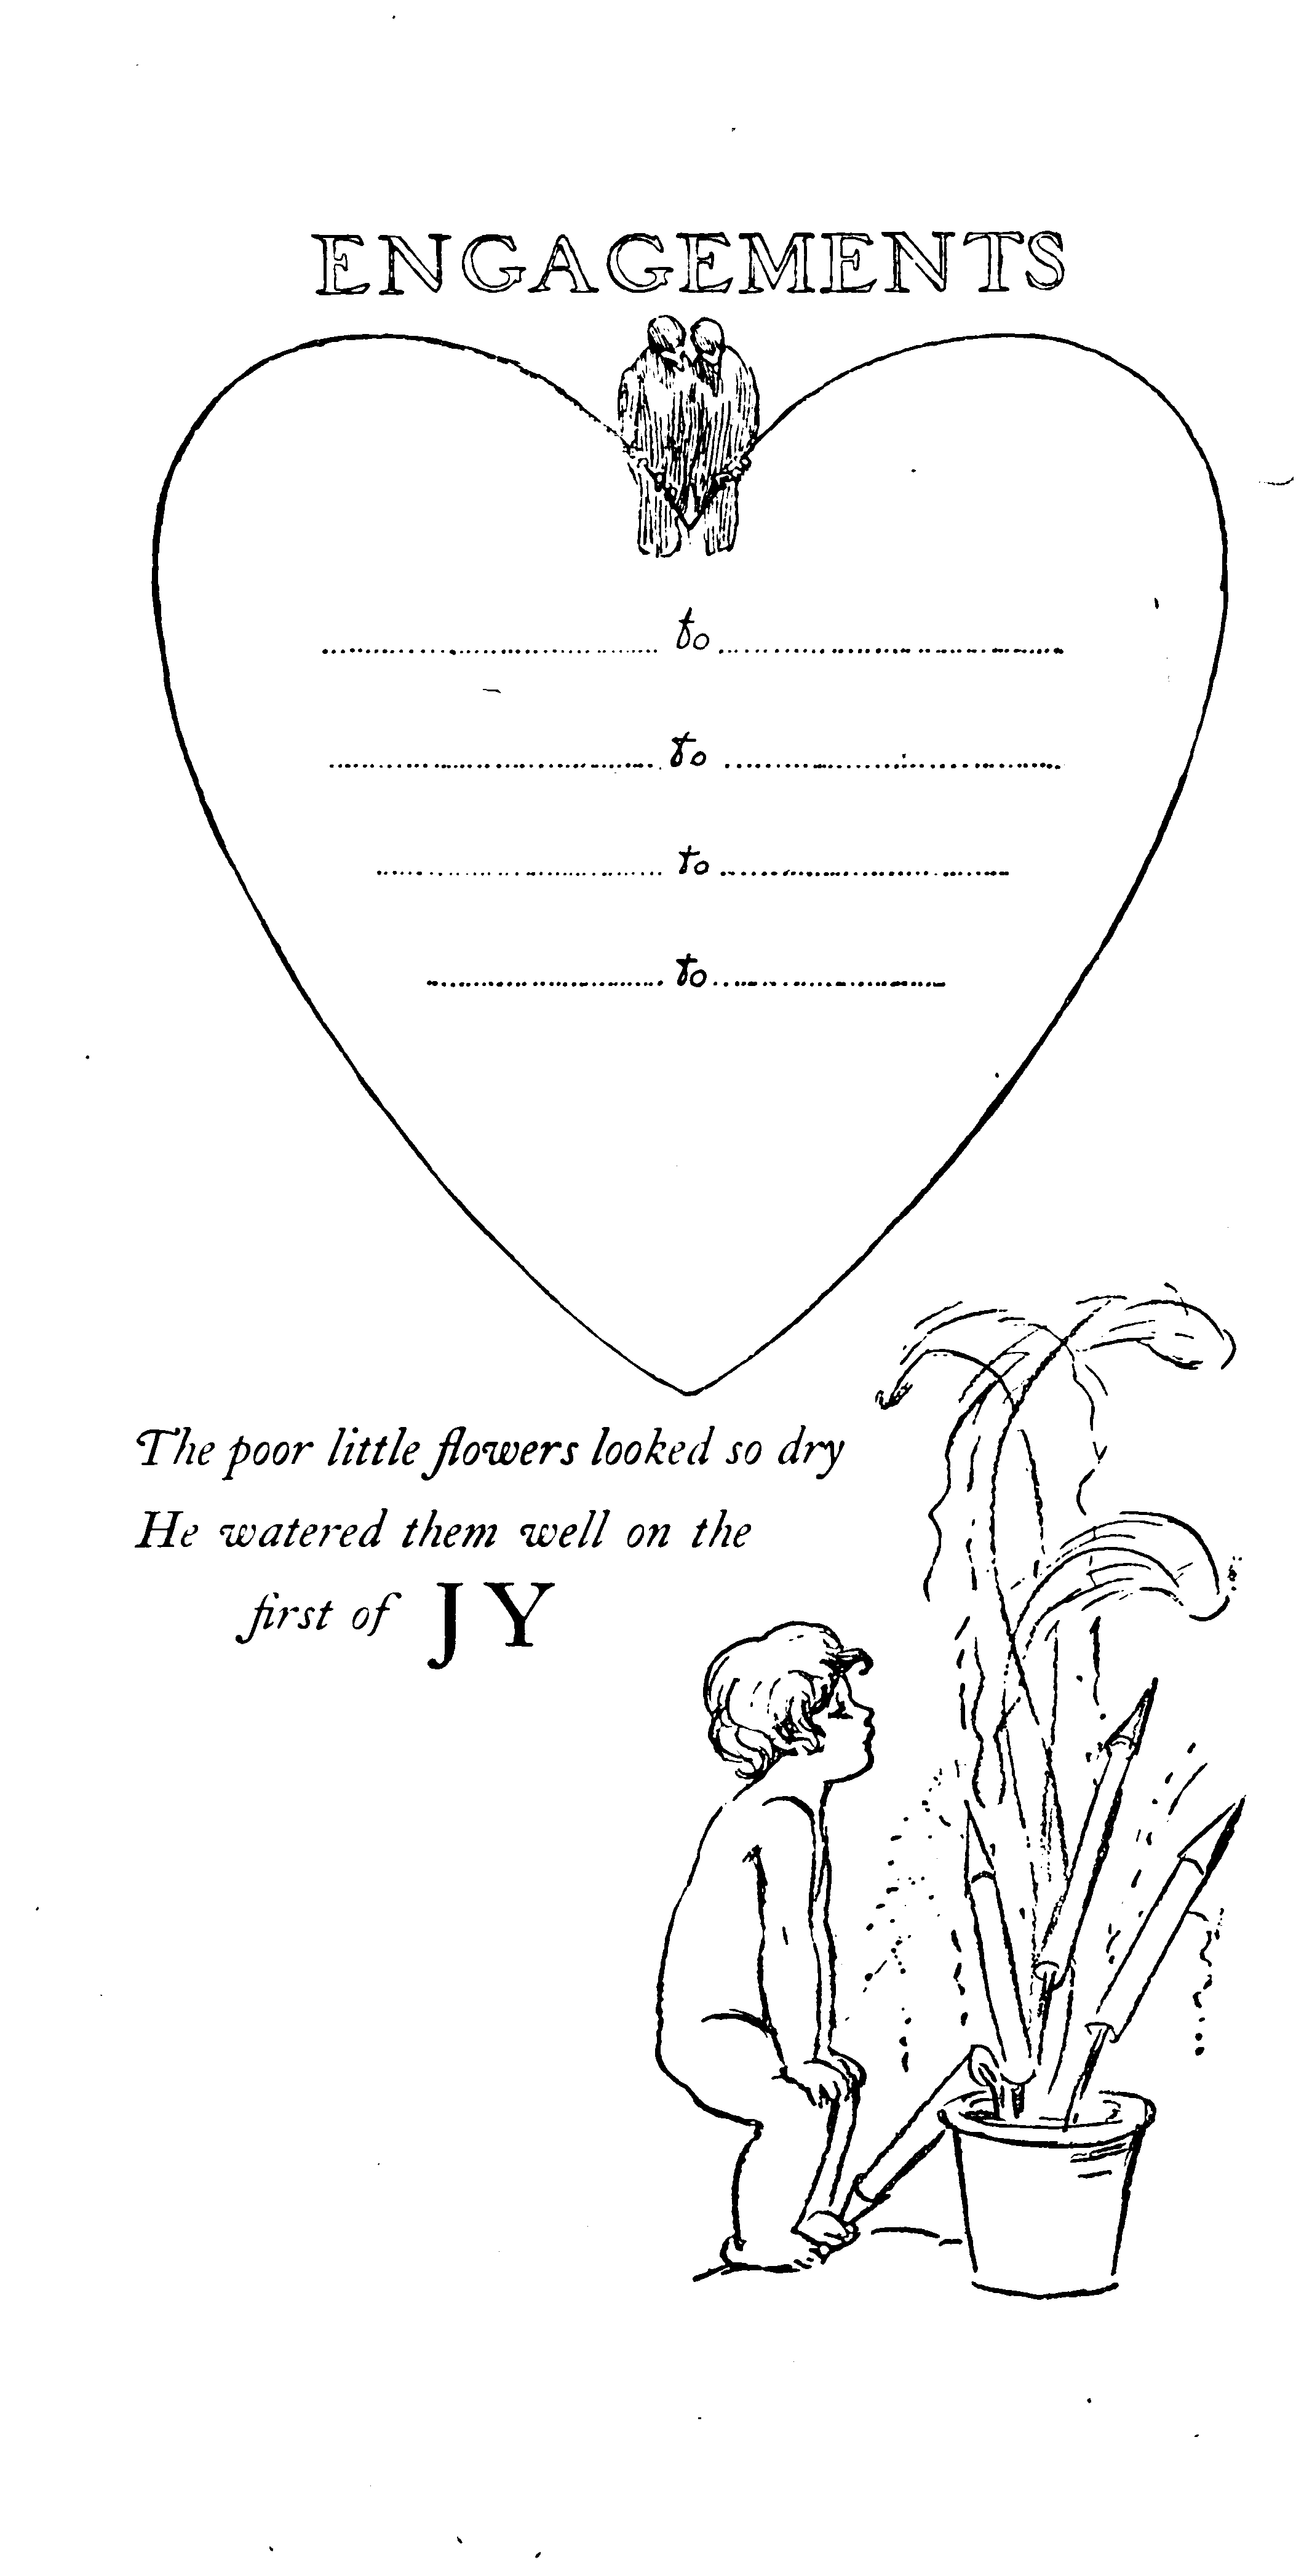 ENGAGEMENTS
to
to
to
to
The poor little flowers looked so dry
He watered them well on the
first of JY